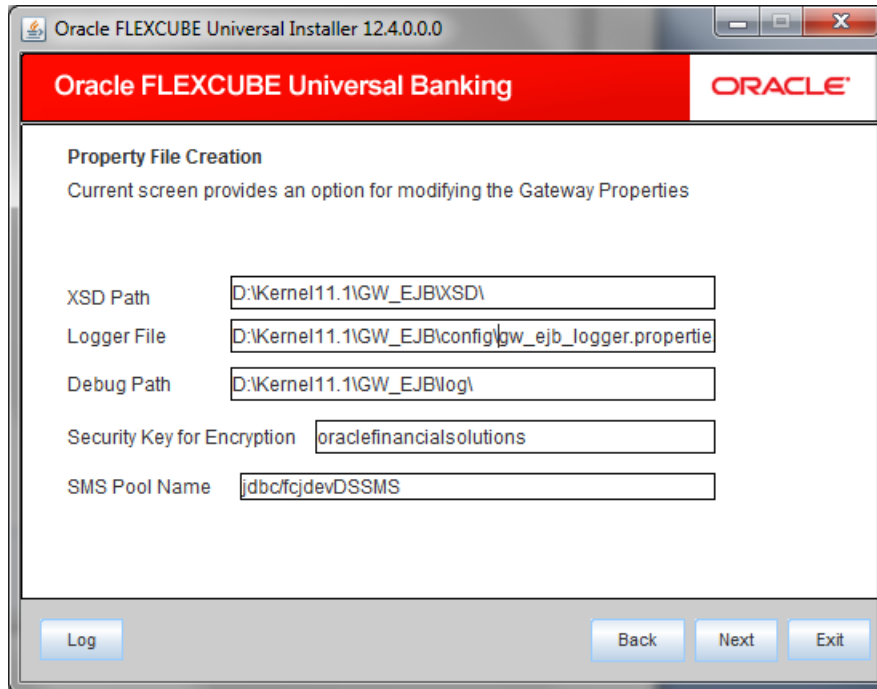 Oracle FLEXCUBE Universal Installer 12.4.0.0.0
Oracle FLEXCUBE Universal Banking
ORACLE
Property File Creation
Current screen provides an option for modifying the Gateway Properties
XSD Path D:\Kernel11.1\GW_EJB\XSD\
Logger File D:\Kernel11.1\GW_EJB\config\gw_ejb_logger.propertie
Debug Path D:\Kernel11.1\GW_EJB\log\
Security Key for Encryption oraclefinancialsolutions
SMS Pool Name jdbc/fcjdevDSSMS
Log Back Next Exit